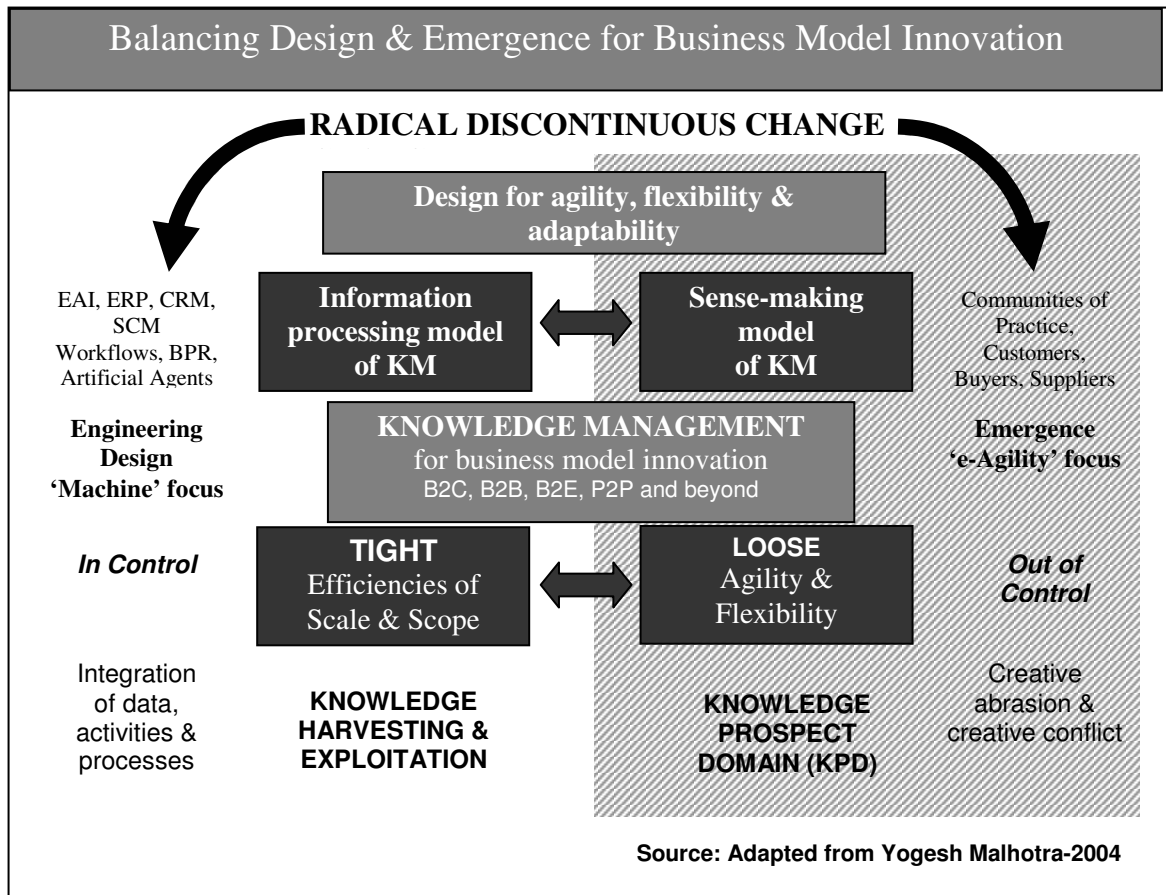 Balancing Design & Emergence for Business Model Innovation
RADICAL DISCONTINUOUS CHANGE
Design for agility, flexibility &
adaptability
EAI, ERP, CRM,
SCM
Workflows, BPR,
Artificial Agents
Information
processing model
of KM
Sense-making
model
of KM
Communities of
Practice,
Customers,
Buyers, Suppliers
Engineering
Design
‘Machine’ focus
KNOWLEDGE MANAGEMENT
for business model innovation
B2C, B2B, B2E, P2P and beyond
Emergence
‘e-Agility’ focus
In Control
TIGHT
Efficiencies of
Scale & Scope
LOOSE
Agility &
Flexibility
Out of
Control
Integration
of data,
activities &
processes
KNOWLEDGE
HARVESTING &
EXPLOITATION
KNOWLEDGE
PROSPECT
DOMAIN (KPD)
Creative
abrasion &
creative conflict
Source: Adapted from Yogesh Malhotra-2004